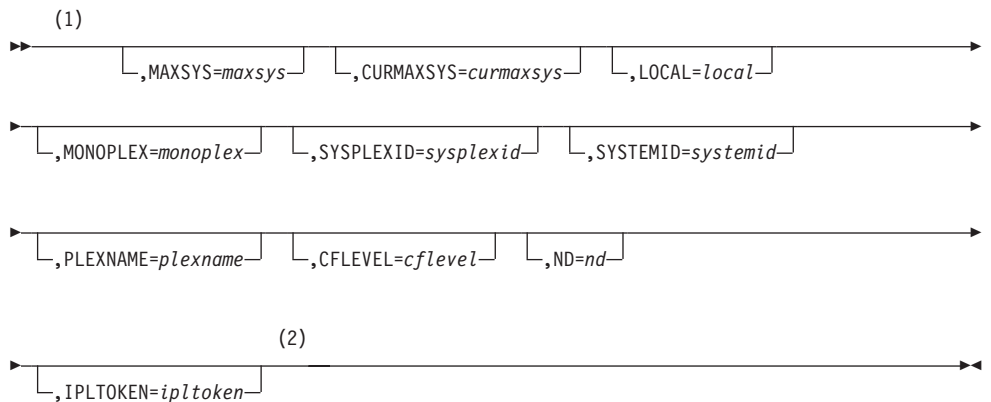 (1)
,MAXSYS=maxsys ,CURMAXSYS=curmaxsys ,LOCAL=local
,MONOPLEX=monoplex ,SYSPLEXID=sysplexid ,SYSTEMID=systemid
,PLEXNAME=plexname ,CFLEVEL=cflevel ,ND=nd
(2)
,IPLTOKEN=ipltoken